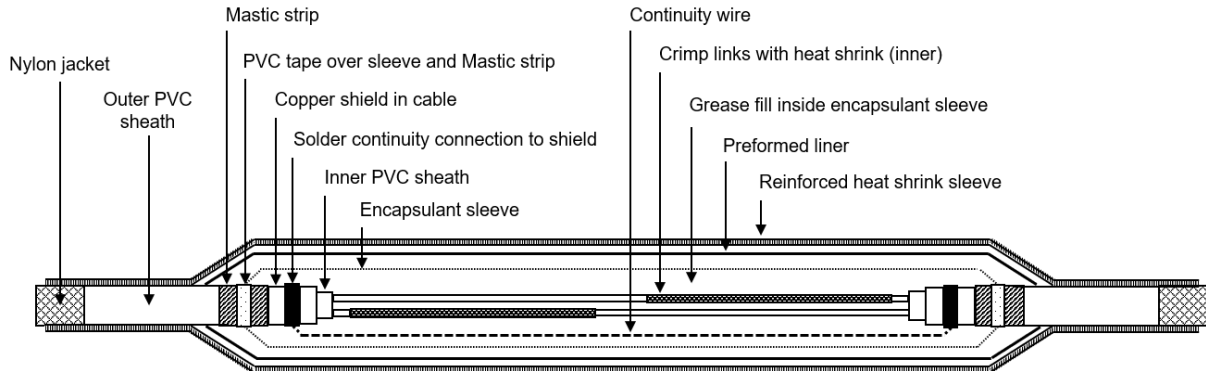 Mastic strip
Continuity wire
Nylon jacket
PVC tape over sleeve and Mastic strip
Crimp links with heat shrink (inner)
Outer PVC
sheath
Copper shield in cable
Grease fill inside encapsulant sleeve
Solder continuity connection to shield
Preformed liner
Inner PVC sheath
Reinforced heat shrink sleeve
Encapsulant sleeve